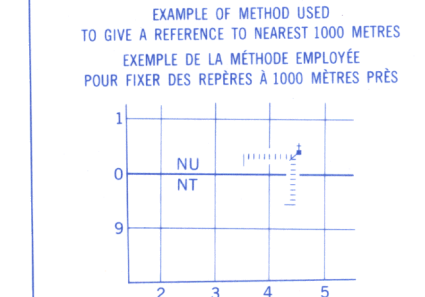 EXAMPLE OF METHOD USED
TO GIVE A REFERENCE TO NEAREST 1000 METRES
EXEMPLE DE LA MÉTHODE EMPLOYÉE
POUR FIXER DES REPÈRES À 1000 MÈTRES PRÈS
1
NU
0
NT
9
2 3 4 5